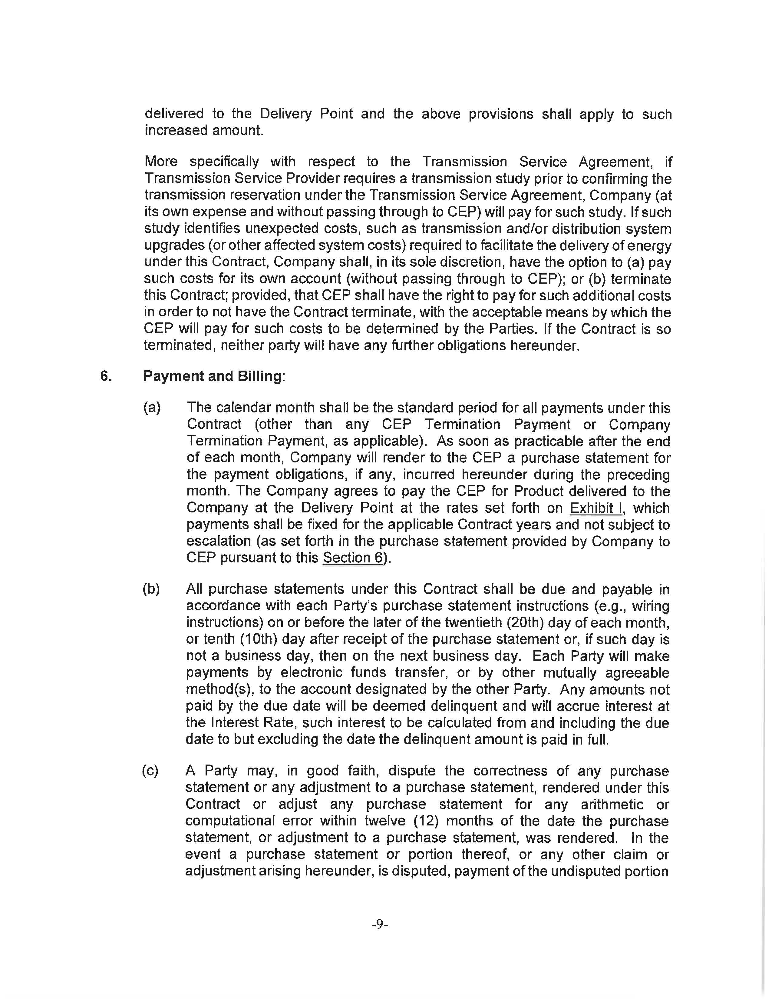 delivered to the Delivery Point and the above provisions shall apply to such
increased amount.
More specifically with respect to the Transmission Service Agreement, if
Transmission Service Provider requires a transmission study prior to confirming the
transmission reservation under the Transmission Service Agreement, Company (at
its own expense and without passing through to CEP) will pay for such study. If such
study identifies unexpected costs, such as transmission and/or distribution system
upgrades (or other affected system costs) required to facilitate the delivery of energy
under this Contract, Company shall, in its sole discretion, have the option to (a) pay
such costs for its own account (without passing through to CEP); or (b) terminate
this Contract; provided, that CEP shall have the right to pay for such additional costs
in order to not have the Contract terminate, with the acceptable means by which the
CEP will pay for such costs to be determined by the Parties. If the Contract is so
terminated, neither party will have any further obligations hereunder.
6. Payment and Billing:
(a) The calendar month shall be the standard period for all payments under this
Contract (other than any CEP Termination Payment or Company
Termination Payment, as applicable). As soon as practicable after the end
of each month, Company will render to the CEP a purchase statement for
the payment obligations, if any, incurred hereunder during the preceding
month. The Company agrees to pay the CEP for Product delivered to the
Company at the Delivery Point at the rates set forth on Exhibit I, which
payments shall be fixed for the applicable Contract years and not subject to
escalation (as set forth in the purchase statement provided by Company to
CEP pursuant to this Section 6).
(b) All purchase statements under this Contract shall be due and payable in
accordance with each Party's purchase statement instructions (e.g., wiring
instructions) on or before the later of the twentieth (20th) day of each month,
or tenth (10th) day after receipt of the purchase statement or, if such day is
not a business day, then on the next business day. Each Party will make
payments by electronic funds transfer, or by other mutually agreeable
method(s), to the account designated by the other Party. Any amounts not
paid by the due date will be deemed delinquent and will accrue interest at
the Interest Rate, such interest to be calculated from and including the due
date to but excluding the date the delinquent amount is paid in full.
(c) A Party may, in good faith, dispute the correctness of any purchase
statement or any adjustment to a purchase statement, rendered under this
Contract or adjust any purchase statement for any arithmetic or
computational error within twelve (12) months of the date the purchase
statement, or adjustment to a purchase statement, was rendered. In the
event a purchase statement or portion thereof, or any other claim or
adjustment arising hereunder, is disputed, payment of the undisputed portion
-9-